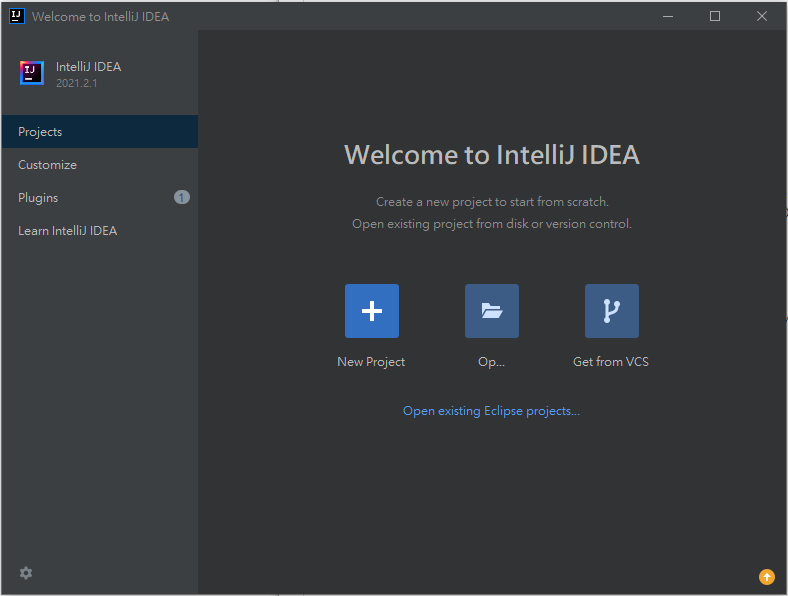 Welcome to IntelliJ IDEA
IntelliJ IDEA
2021.2.1
Projects
Customize
Plugins 1
Learn IntelliJ IDEA
Welcome to IntelliJ IDEA
Create a new project to start from scratch.
Open existing project from disk or version control.
New Project Op... Get from VCS
Open existing Eclipse projects...